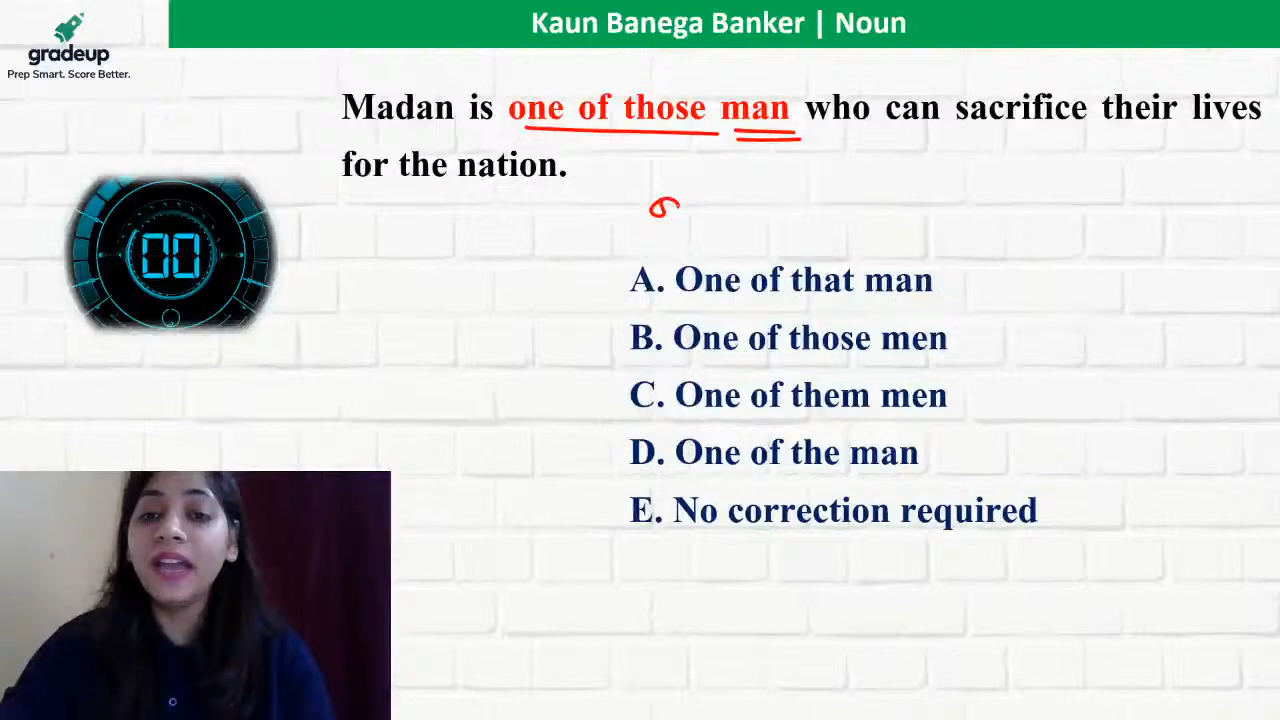 Kaun Banega Banker | Noun
gradeup
Prep Smart. Score Better.
Madan is one of those man who can sacrifice their lives
for the nation.
00
A. One of that man
B. One of those men
C. One of them men
D. One of the man
E. No correction required